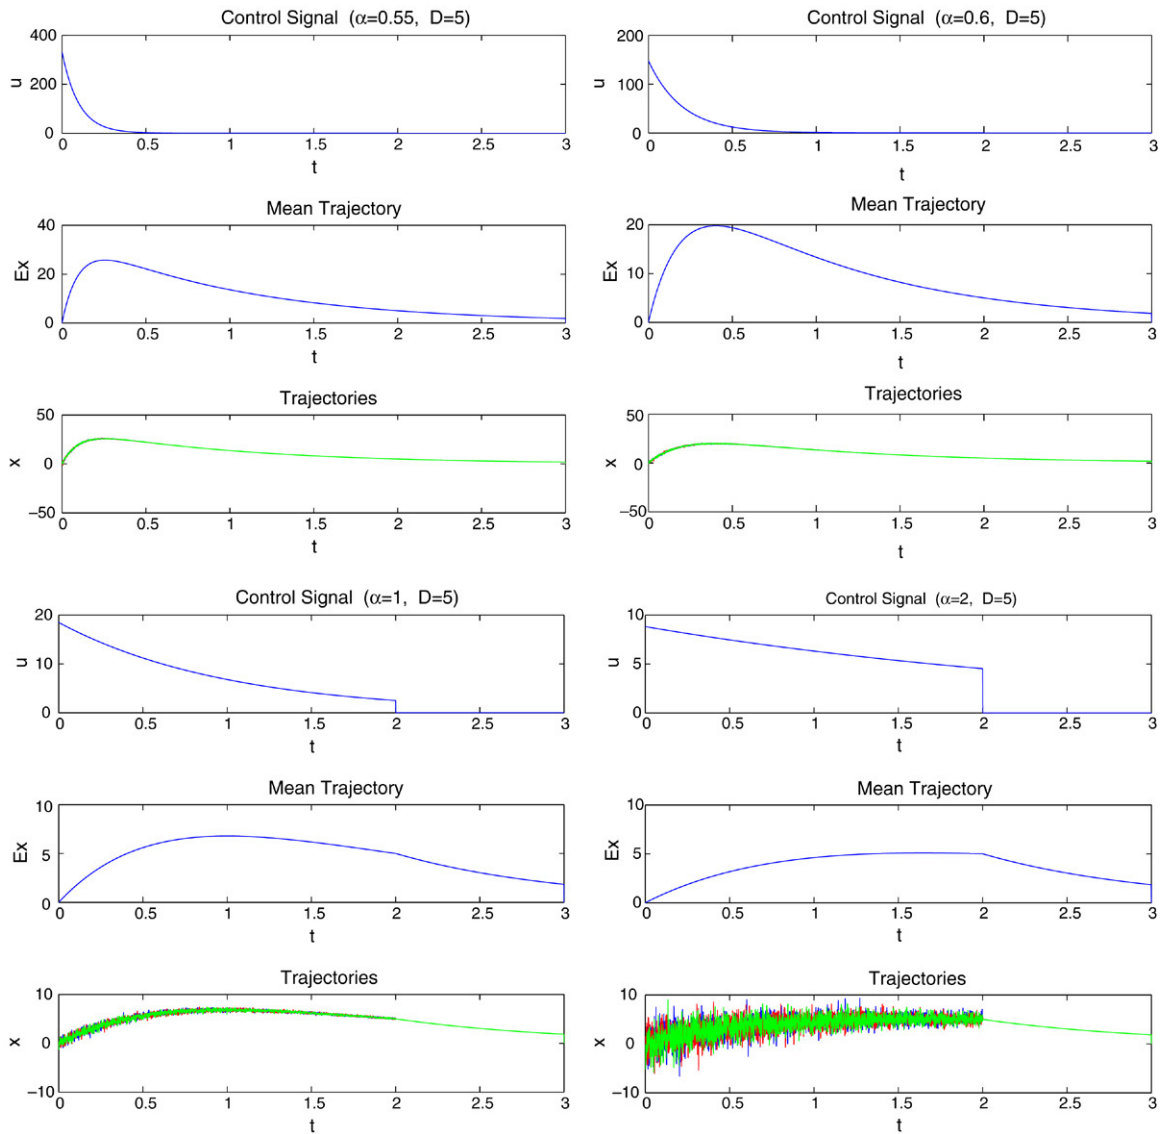 Control Signal (α=0.55, D=5)
400
200
0
u
0 0.5 1 1.5 2 2.5 3
t
Mean Trajectory
40
20
0
Ex
0 0.5 1 1.5 2 2.5 3
t
Trajectories
50
0
−50
x
0 0.5 1 1.5 2 2.5 3
t
Control Signal (α=0.6, D=5)
200
100
0
u
0 0.5 1 1.5 2 2.5 3
t
Mean Trajectory
20
10
0
Ex
0 0.5 1 1.5 2 2.5 3
t
Trajectories
50
0
−50
x
0 0.5 1 1.5 2 2.5 3
t
Control Signal (α=1, D=5)
20
10
0
u
0 0.5 1 1.5 2 2.5 3
t
Mean Trajectory
10
5
0
Ex
0 0.5 1 1.5 2 2.5 3
t
Trajectories
10
0
−10
x
0 0.5 1 1.5 2 2.5 3
t
Control Signal (α=2, D=5)
10
5
0
u
0 0.5 1 1.5 2 2.5 3
t
Mean Trajectory
10
5
0
Ex
0 0.5 1 1.5 2 2.5 3
t
Trajectories
10
0
−10
x
0 0.5 1 1.5 2 2.5 3
t